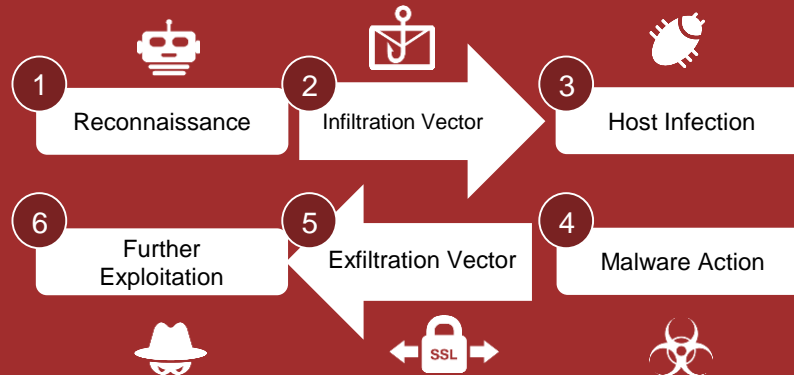 1
Reconnaissance
2
Infiltration Vector
3
Host Infection
6
Further
Exploitation
5
Exfiltration Vector
4
Malware Action
SSL